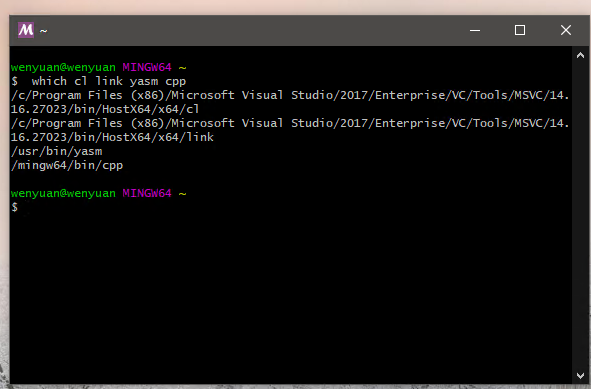 M ~
wenyuan@wenyuan MINGW64 ~
$  which cl link yasm cpp
/c/Program Files (x86)/Microsoft Visual Studio/2017/Enterprise/VC/Tools/MSVC/14.
16.27023/bin/HostX64/x64/cl
/c/Program Files (x86)/Microsoft Visual Studio/2017/Enterprise/VC/Tools/MSVC/14.
16.27023/bin/HostX64/x64/link
/usr/bin/yasm
/mingw64/bin/cpp
wenyuan@wenyuan MINGW64 ~
$